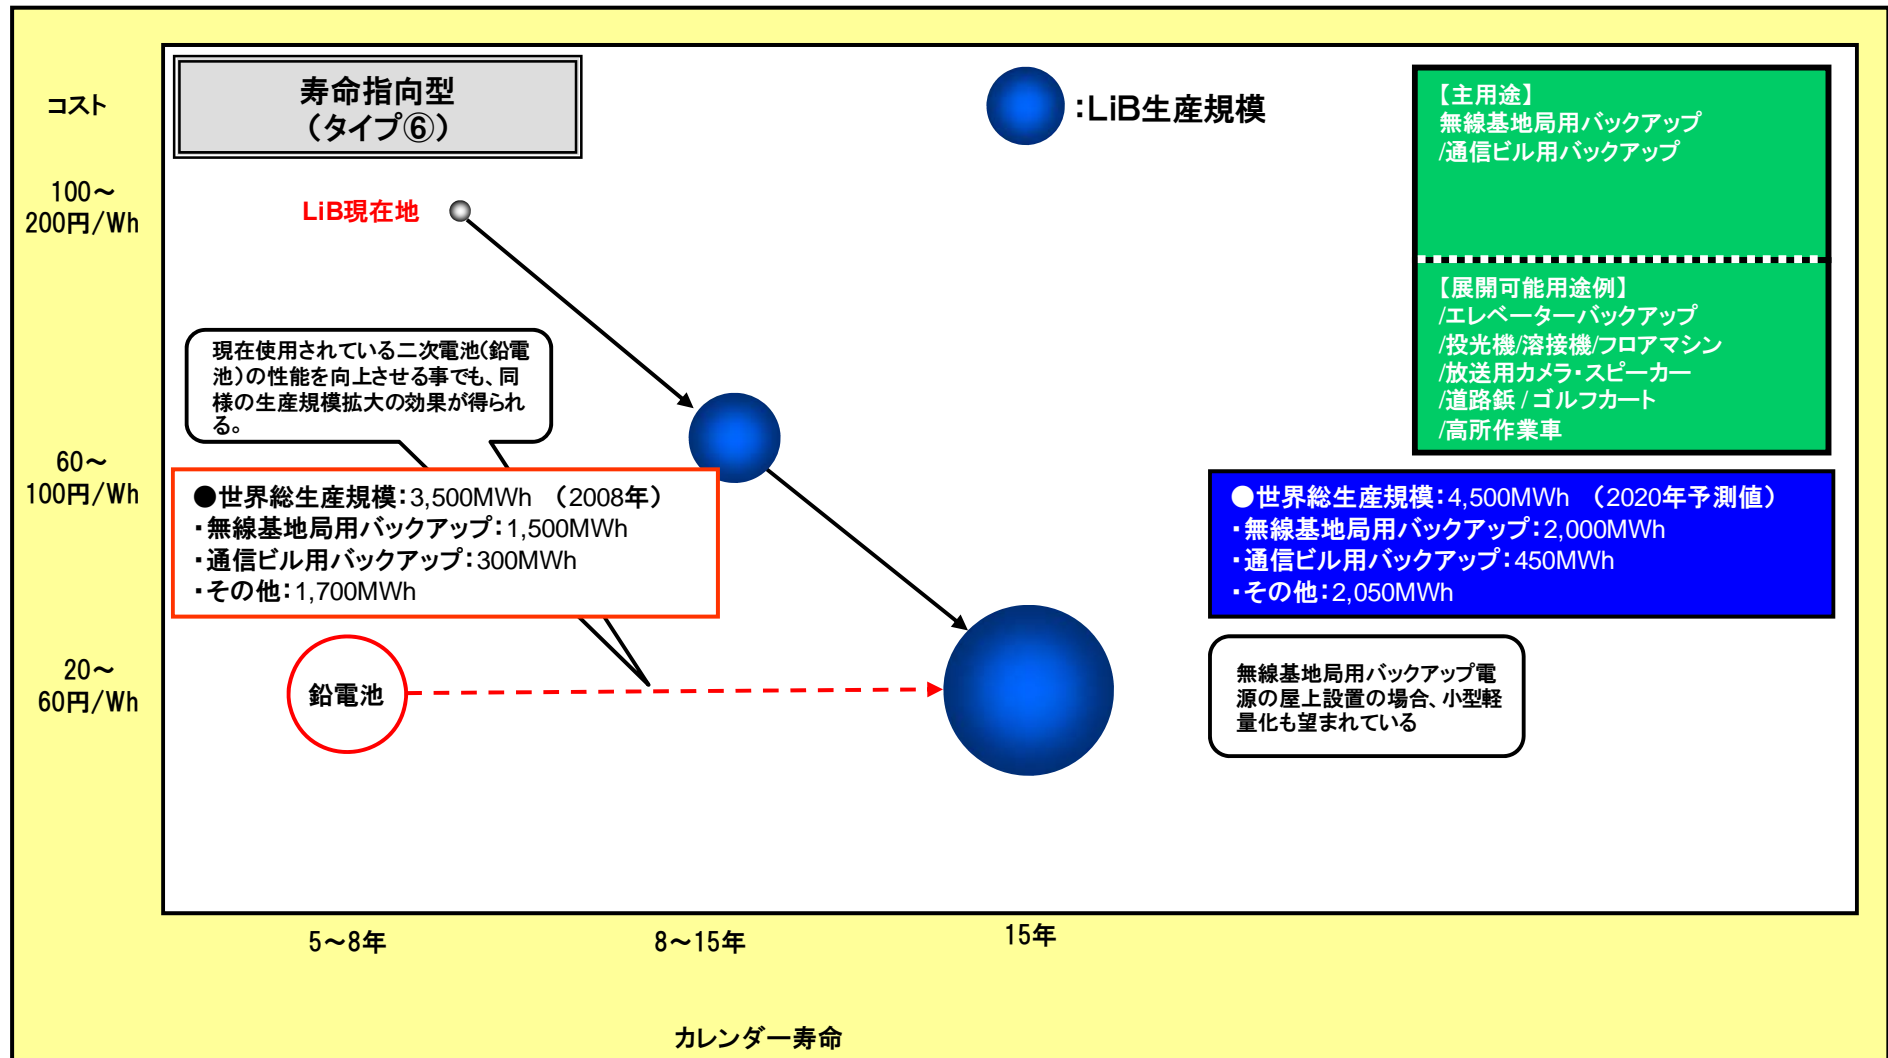 コスト
寿命指向型
（タイプ⑥）
：LiB生産規模
【主用途】
無線基地局用バックアップ
/通信ビル用バックアップ
100～
200円/Wh
LiB現在地
【展開可能用途例】
/エレベーターバックアップ
/投光機/溶接機/フロアマシン
/放送用カメラ・スピーカー
/道路鋲 / ゴルフカート
/高所作業車
現在使用されている二次電池（鉛電
池）の性能を向上させる事でも、同
様の生産規模拡大の効果が得られ
る。
60～
100円/Wh
●世界総生産規模：3,500MWh （2008年）
・無線基地局用バックアップ：1,500MWh
・通信ビル用バックアップ：300MWh
・その他：1,700MWh
●世界総生産規模：4,500MWh （2020年予測値）
・無線基地局用バックアップ：2,000MWh
・通信ビル用バックアップ：450MWh
・その他：2,050MWh
20～
60円/Wh
鉛電池
無線基地局用バックアップ電
源の屋上設置の場合、小型軽
量化も望まれている
5～8年
8～15年
15年
カレンダー寿命